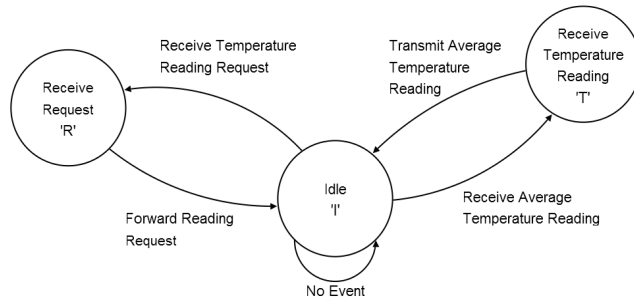 Receive Temperature
Reading Request
Transmit Average
Temperature
Reading
Receive
Temperature
Reading
'T'
Receive
Request
'R'
Idle
'I'
Forward Reading
Request
Receive Average
Temperature Reading
No Event